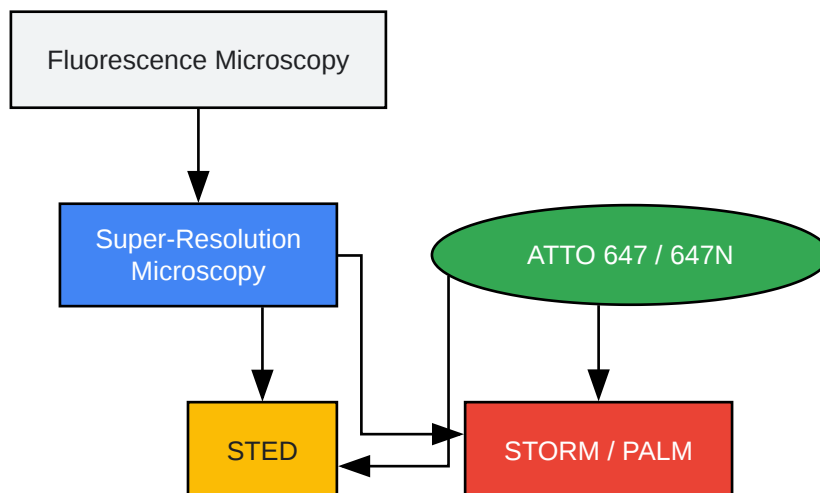 Fluorescence Microscopy
Super-Resolution
Microscopy
ATTO 647 / 647N
STED
STORM / PALM